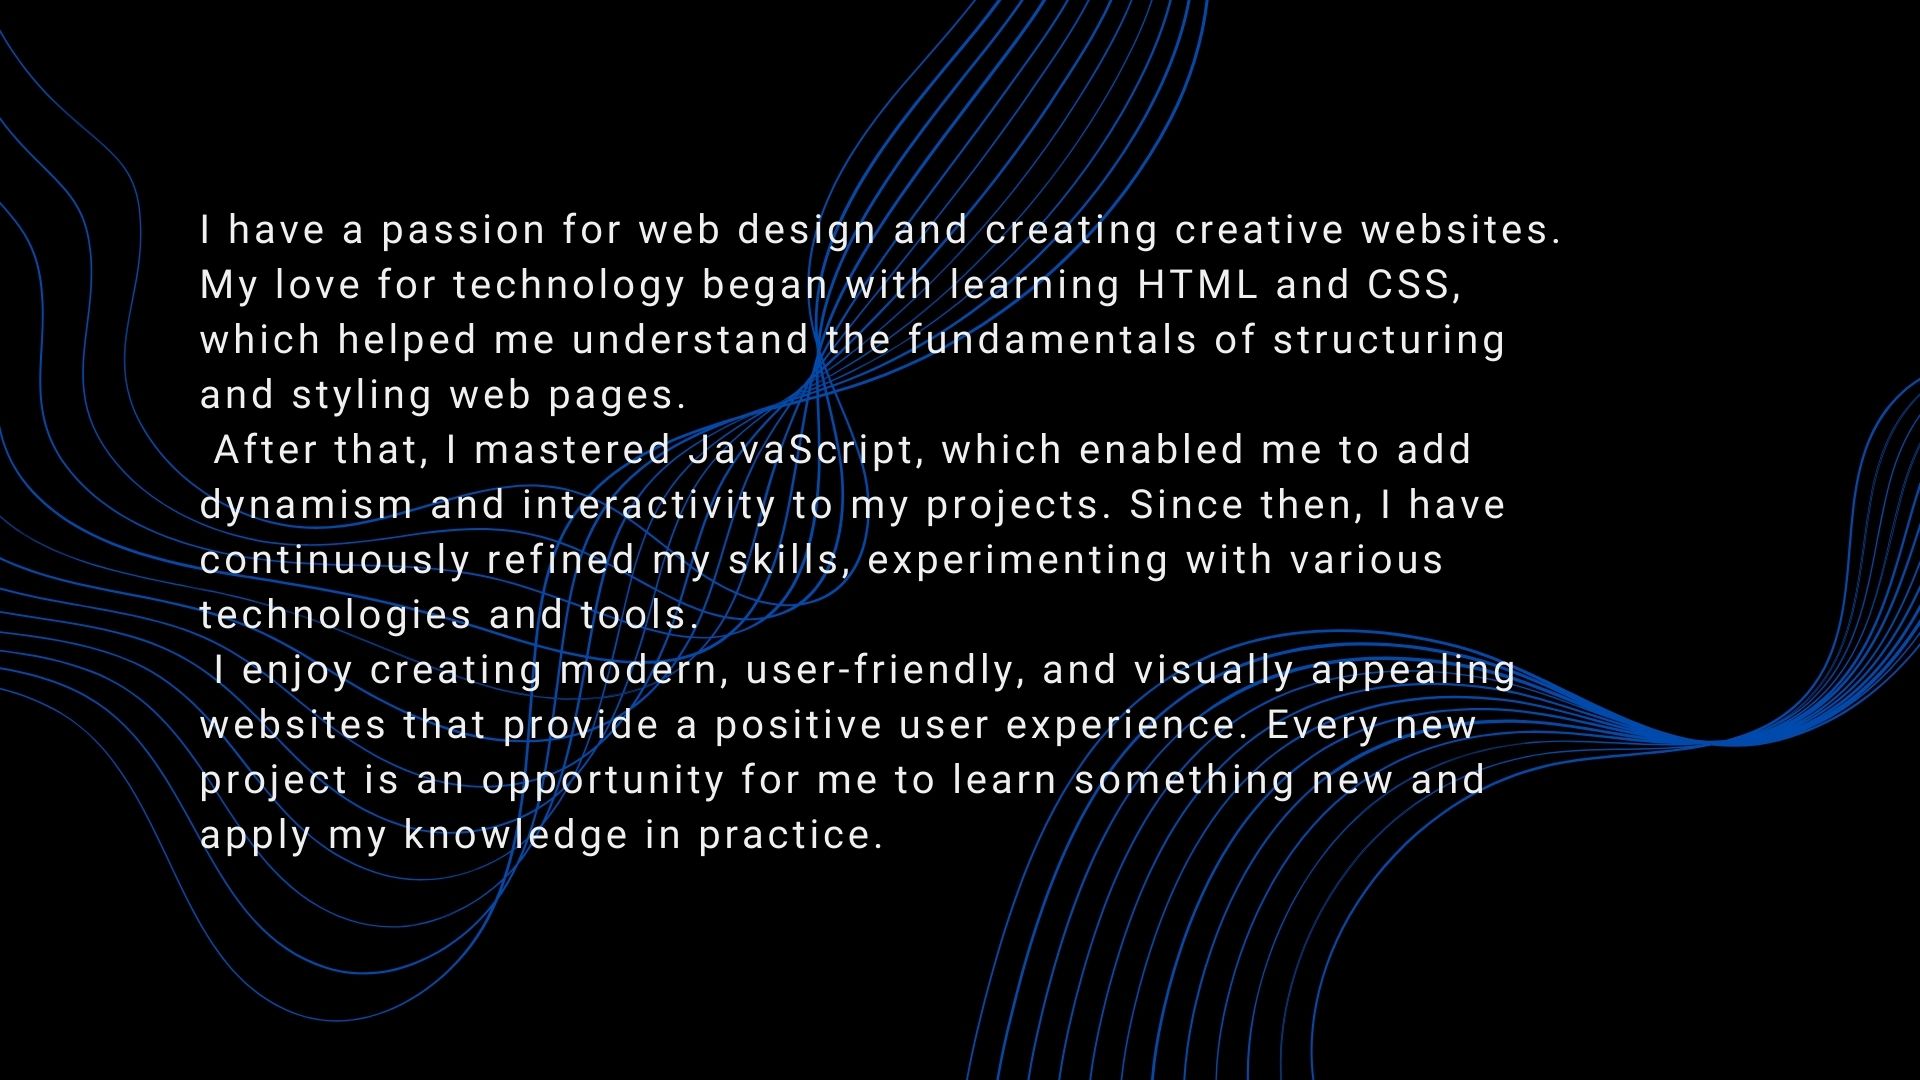 I have a passion for web design and creating creative websites.
My love for technology began with learning HTML and CSS,
which helped me understand the fundamentals of structuring
and styling web pages.
After that, I mastered JavaScript, which enabled me to add
dynamism and interactivity to my projects. Since then, I have
continuously refined my skills, experimenting with various
technologies and tools.
I enjoy creating modern, user-friendly, and visually appealing
websites that provide a positive user experience. Every new
project is an opportunity for me to learn something new and
apply my knowledge in practice.